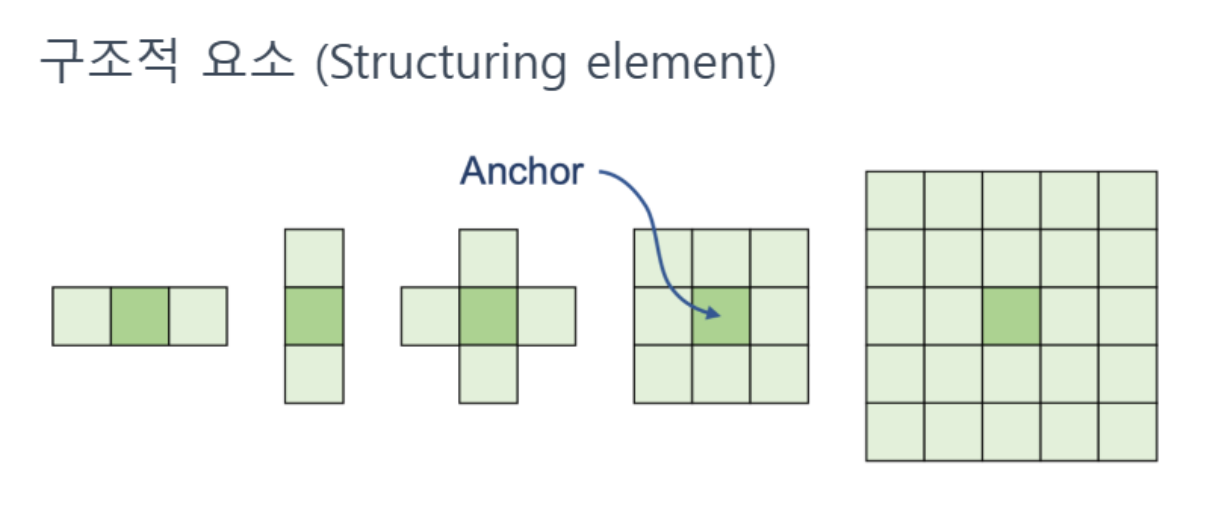 구조적 요소 (Structuring element)
Anchor